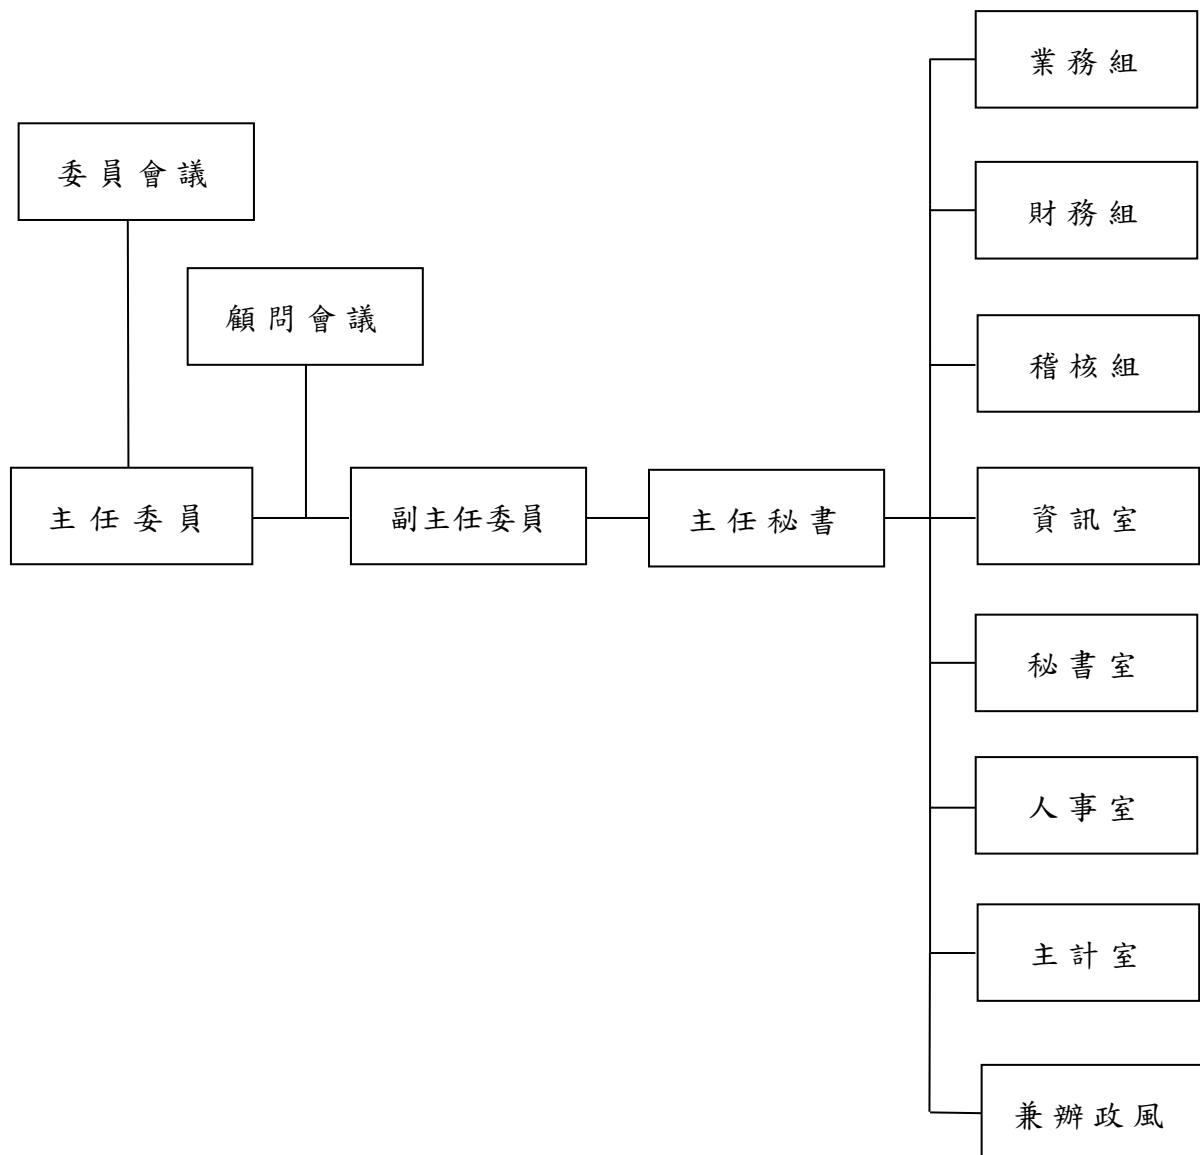 委員會議
顧問會議
主任委員
副主任委員
主任秘書
業務組
財務組
稽核組
資訊室
秘書室
人事室
主計室
兼辦政風